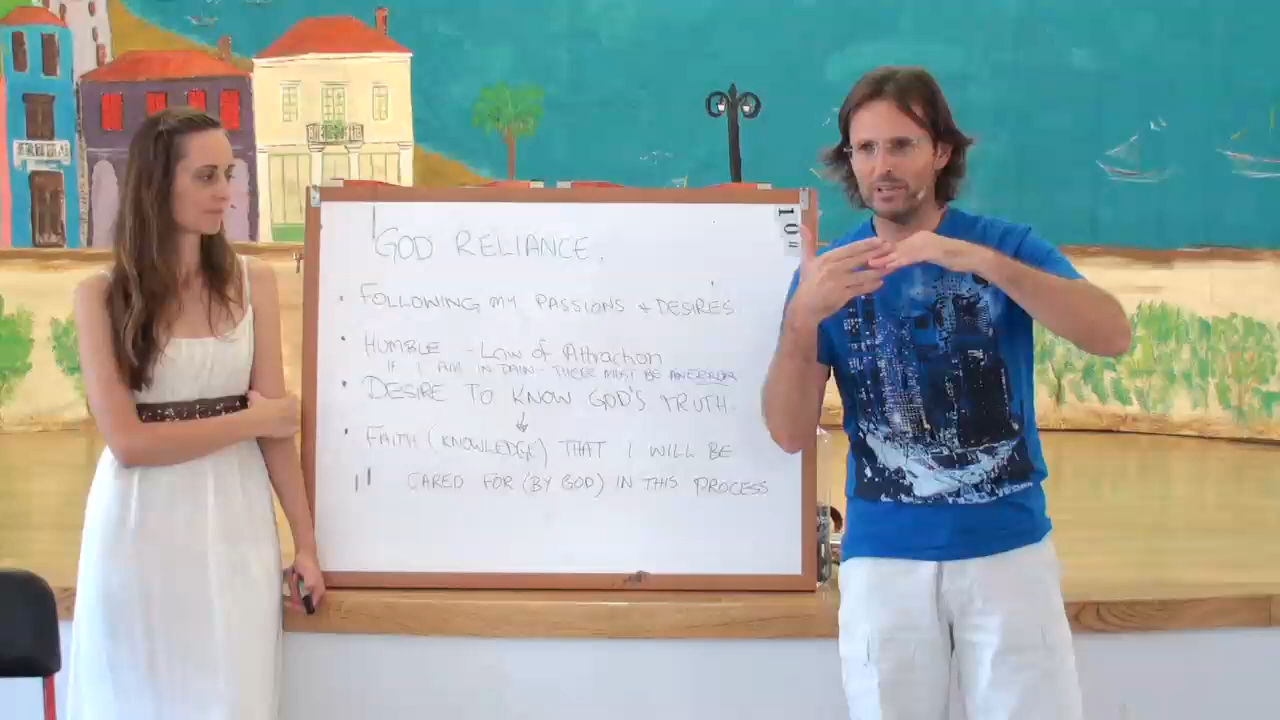 GOD RELIANCE.
• FOLLOWING MY PASSIONS + DESIRES
• HUMBLE - Law of Attraction
IF I AM IN PAIN - THERE MUST BE AN ERROR
• DESIRE TO KNOW GOD'S TRUTH.
• FAITH (KNOWLEDGE) THAT I WILL BE
CARED FOR (BY GOD) IN THIS PROCESS
10